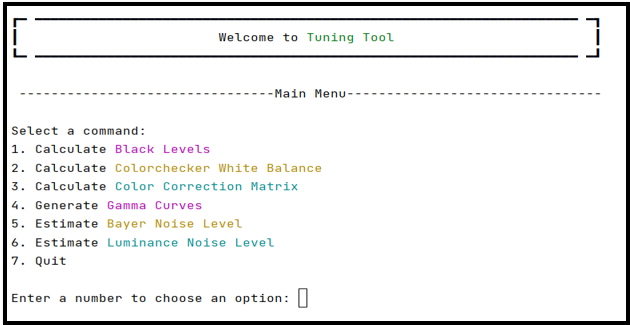 Welcome to Tuning Tool
--------------------------------Main Menu--------------------------------
Select a command:
1. Calculate Black Levels
2. Calculate Colorchecker White Balance
3. Calculate Color Correction Matrix
4. Generate Gamma Curves
5. Estimate Bayer Noise Level
6. Estimate Luminance Noise Level
7. Quit
Enter a number to choose an option: